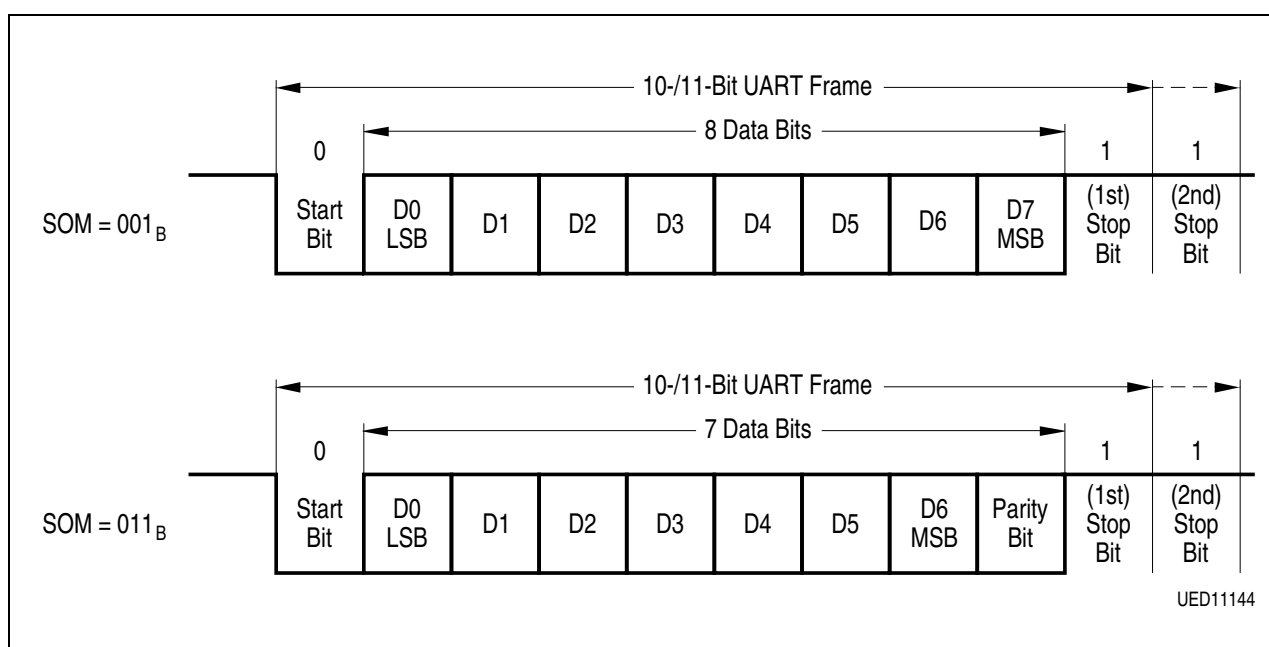 10-/11-Bit UART Frame
8 Data Bits
0 1 1
SOM = 001B
Start Bit D0 LSB D1 D2 D3 D4 D5 D6 D7 MSB (1st) Stop Bit (2nd) Stop Bit
10-/11-Bit UART Frame
7 Data Bits
0 1 1
SOM = 011B
Start Bit D0 LSB D1 D2 D3 D4 D5 D6 MSB Parity Bit (1st) Stop Bit (2nd) Stop Bit
UED11144